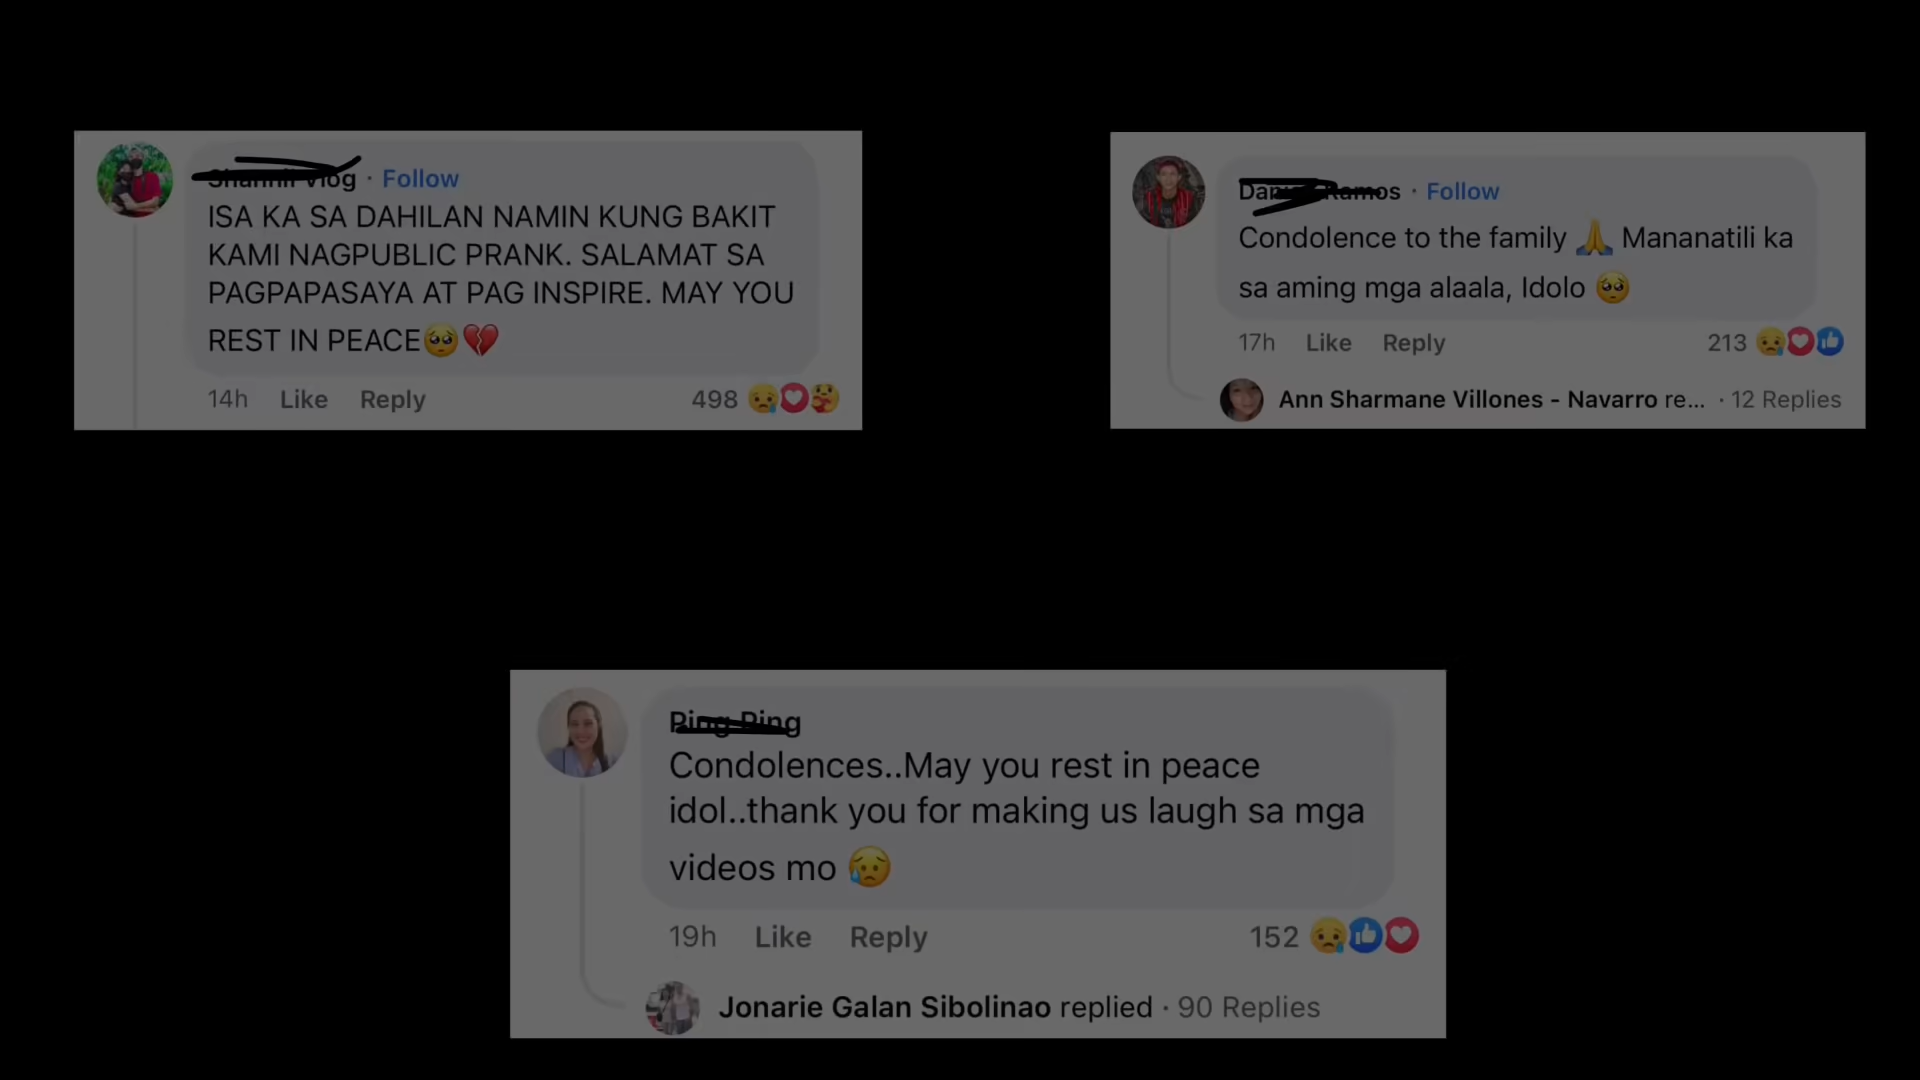 Vlog · Follow
ISA KA SA DAHILAN NAMIN KUNG BAKIT
KAMI NAGPUBLIC PRANK. SALAMAT SA
PAGPAPASAYA AT PAG INSPIRE. MAY YOU
REST IN PEACE🥺💔
14h Like Reply 498
Ramos · Follow
Condolence to the family 🙏 Mananatili ka
sa aming mga alaala, Idolo 🥺
17h Like Reply 213
Ann Sharmane Villones - Navarro re... · 12 Replies
Ping Ping
Condolences..May you rest in peace
idol..thank you for making us laugh sa mga
videos mo 😥
19h Like Reply 152
Jonarie Galan Sibolinao replied · 90 Replies